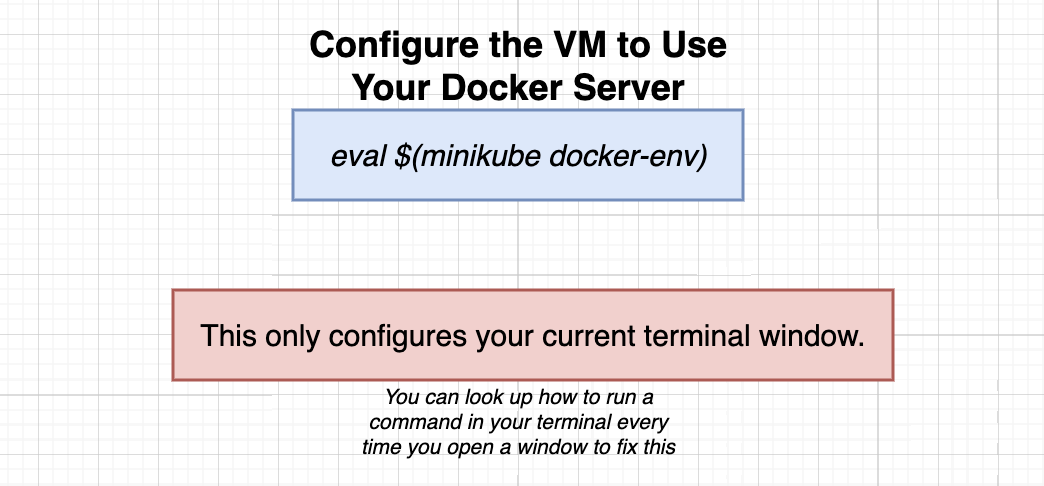 Configure the VM to Use
Your Docker Server
eval $(minikube docker-env)
This only configures your current terminal window.
You can look up how to run a
command in your terminal every
time you open a window to fix this